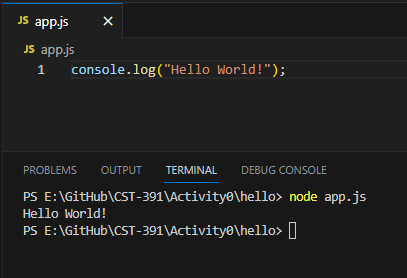 JS app.js ×
JS app.js
1 console.log("Hello World!");
PROBLEMS OUTPUT TERMINAL DEBUG CONSOLE
PS E:\GitHub\CST-391\Activity0\hello> node app.js
Hello World!
PS E:\GitHub\CST-391\Activity0\hello>